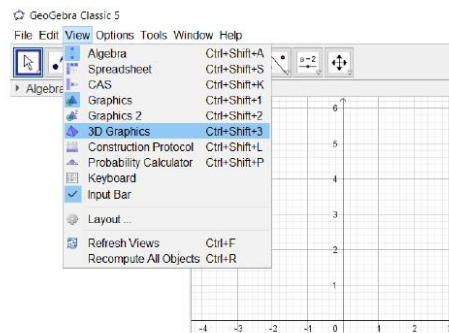 GeoGebra Classic 5
File Edit View Options Tools Window Help
a=2
Algebra
Algebra Ctrl+Shift+A
Spreadsheet Ctrl+Shift+S
CAS Ctrl+Shift+K
Graphics Ctrl+Shift+1
Graphics 2 Ctrl+Shift+2
3D Graphics Ctrl+Shift+3
Construction Protocol Ctrl+Shift+L
Probability Calculator Ctrl+Shift+P
Keyboard
Input Bar
Layout ...
Refresh Views Ctrl+F
Recompute All Objects Ctrl+R
6
4
3
2
1
0
-4 -3 -2 -1 0 1 2 3